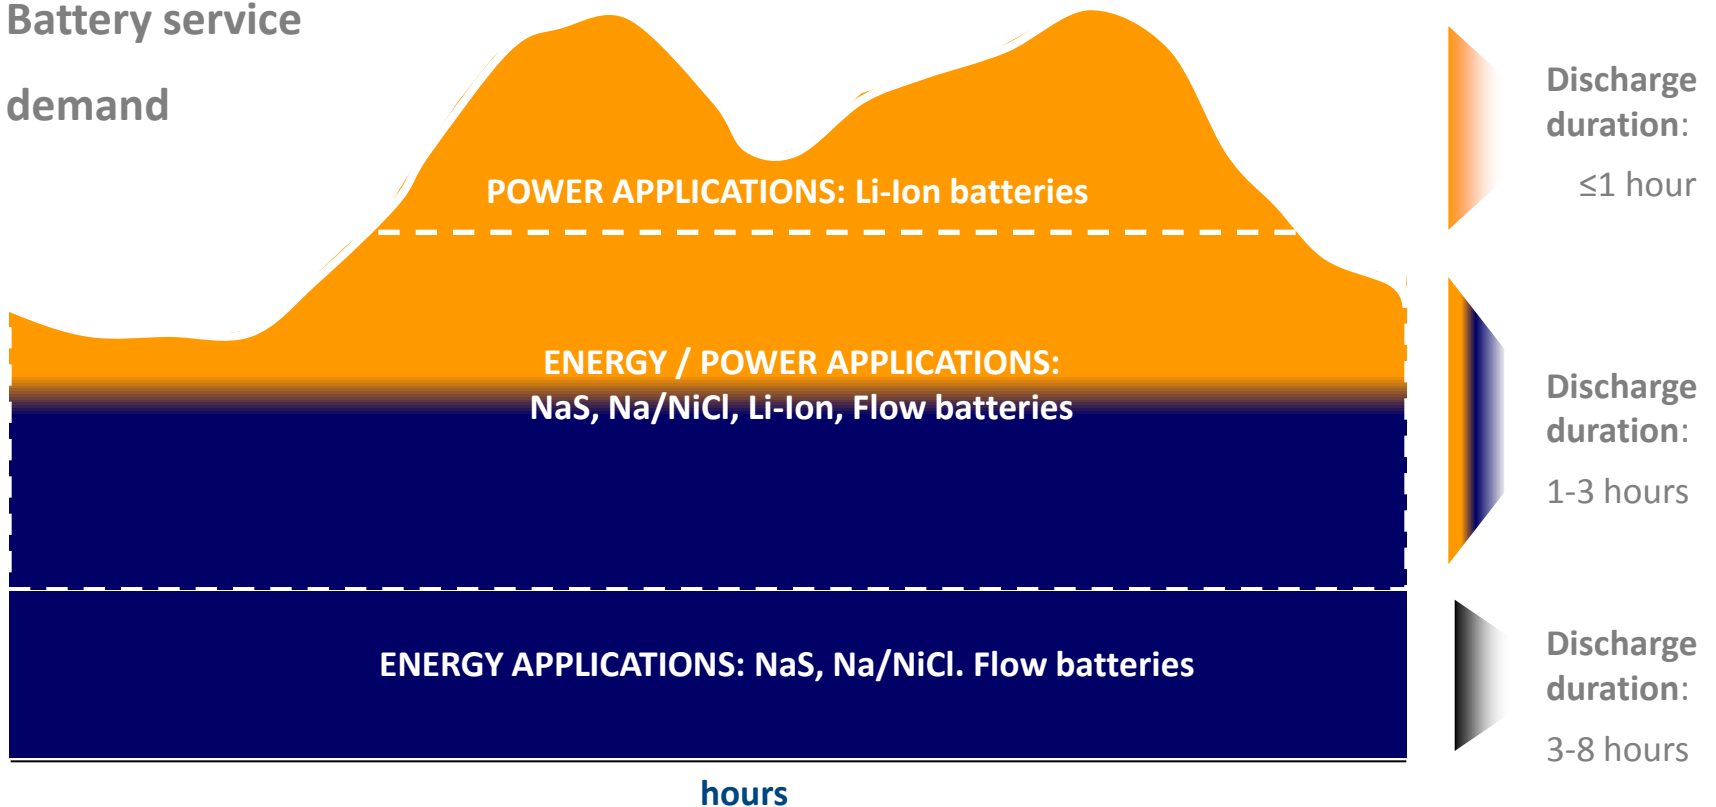 Battery service
demand
POWER APPLICATIONS: Li-Ion batteries
ENERGY / POWER APPLICATIONS:
NaS, Na/NiCl, Li-Ion, Flow batteries
ENERGY APPLICATIONS: NaS, Na/NiCl. Flow batteries
hours
Discharge
duration:
≤1 hour
Discharge
duration:
1-3 hours
Discharge
duration:
3-8 hours